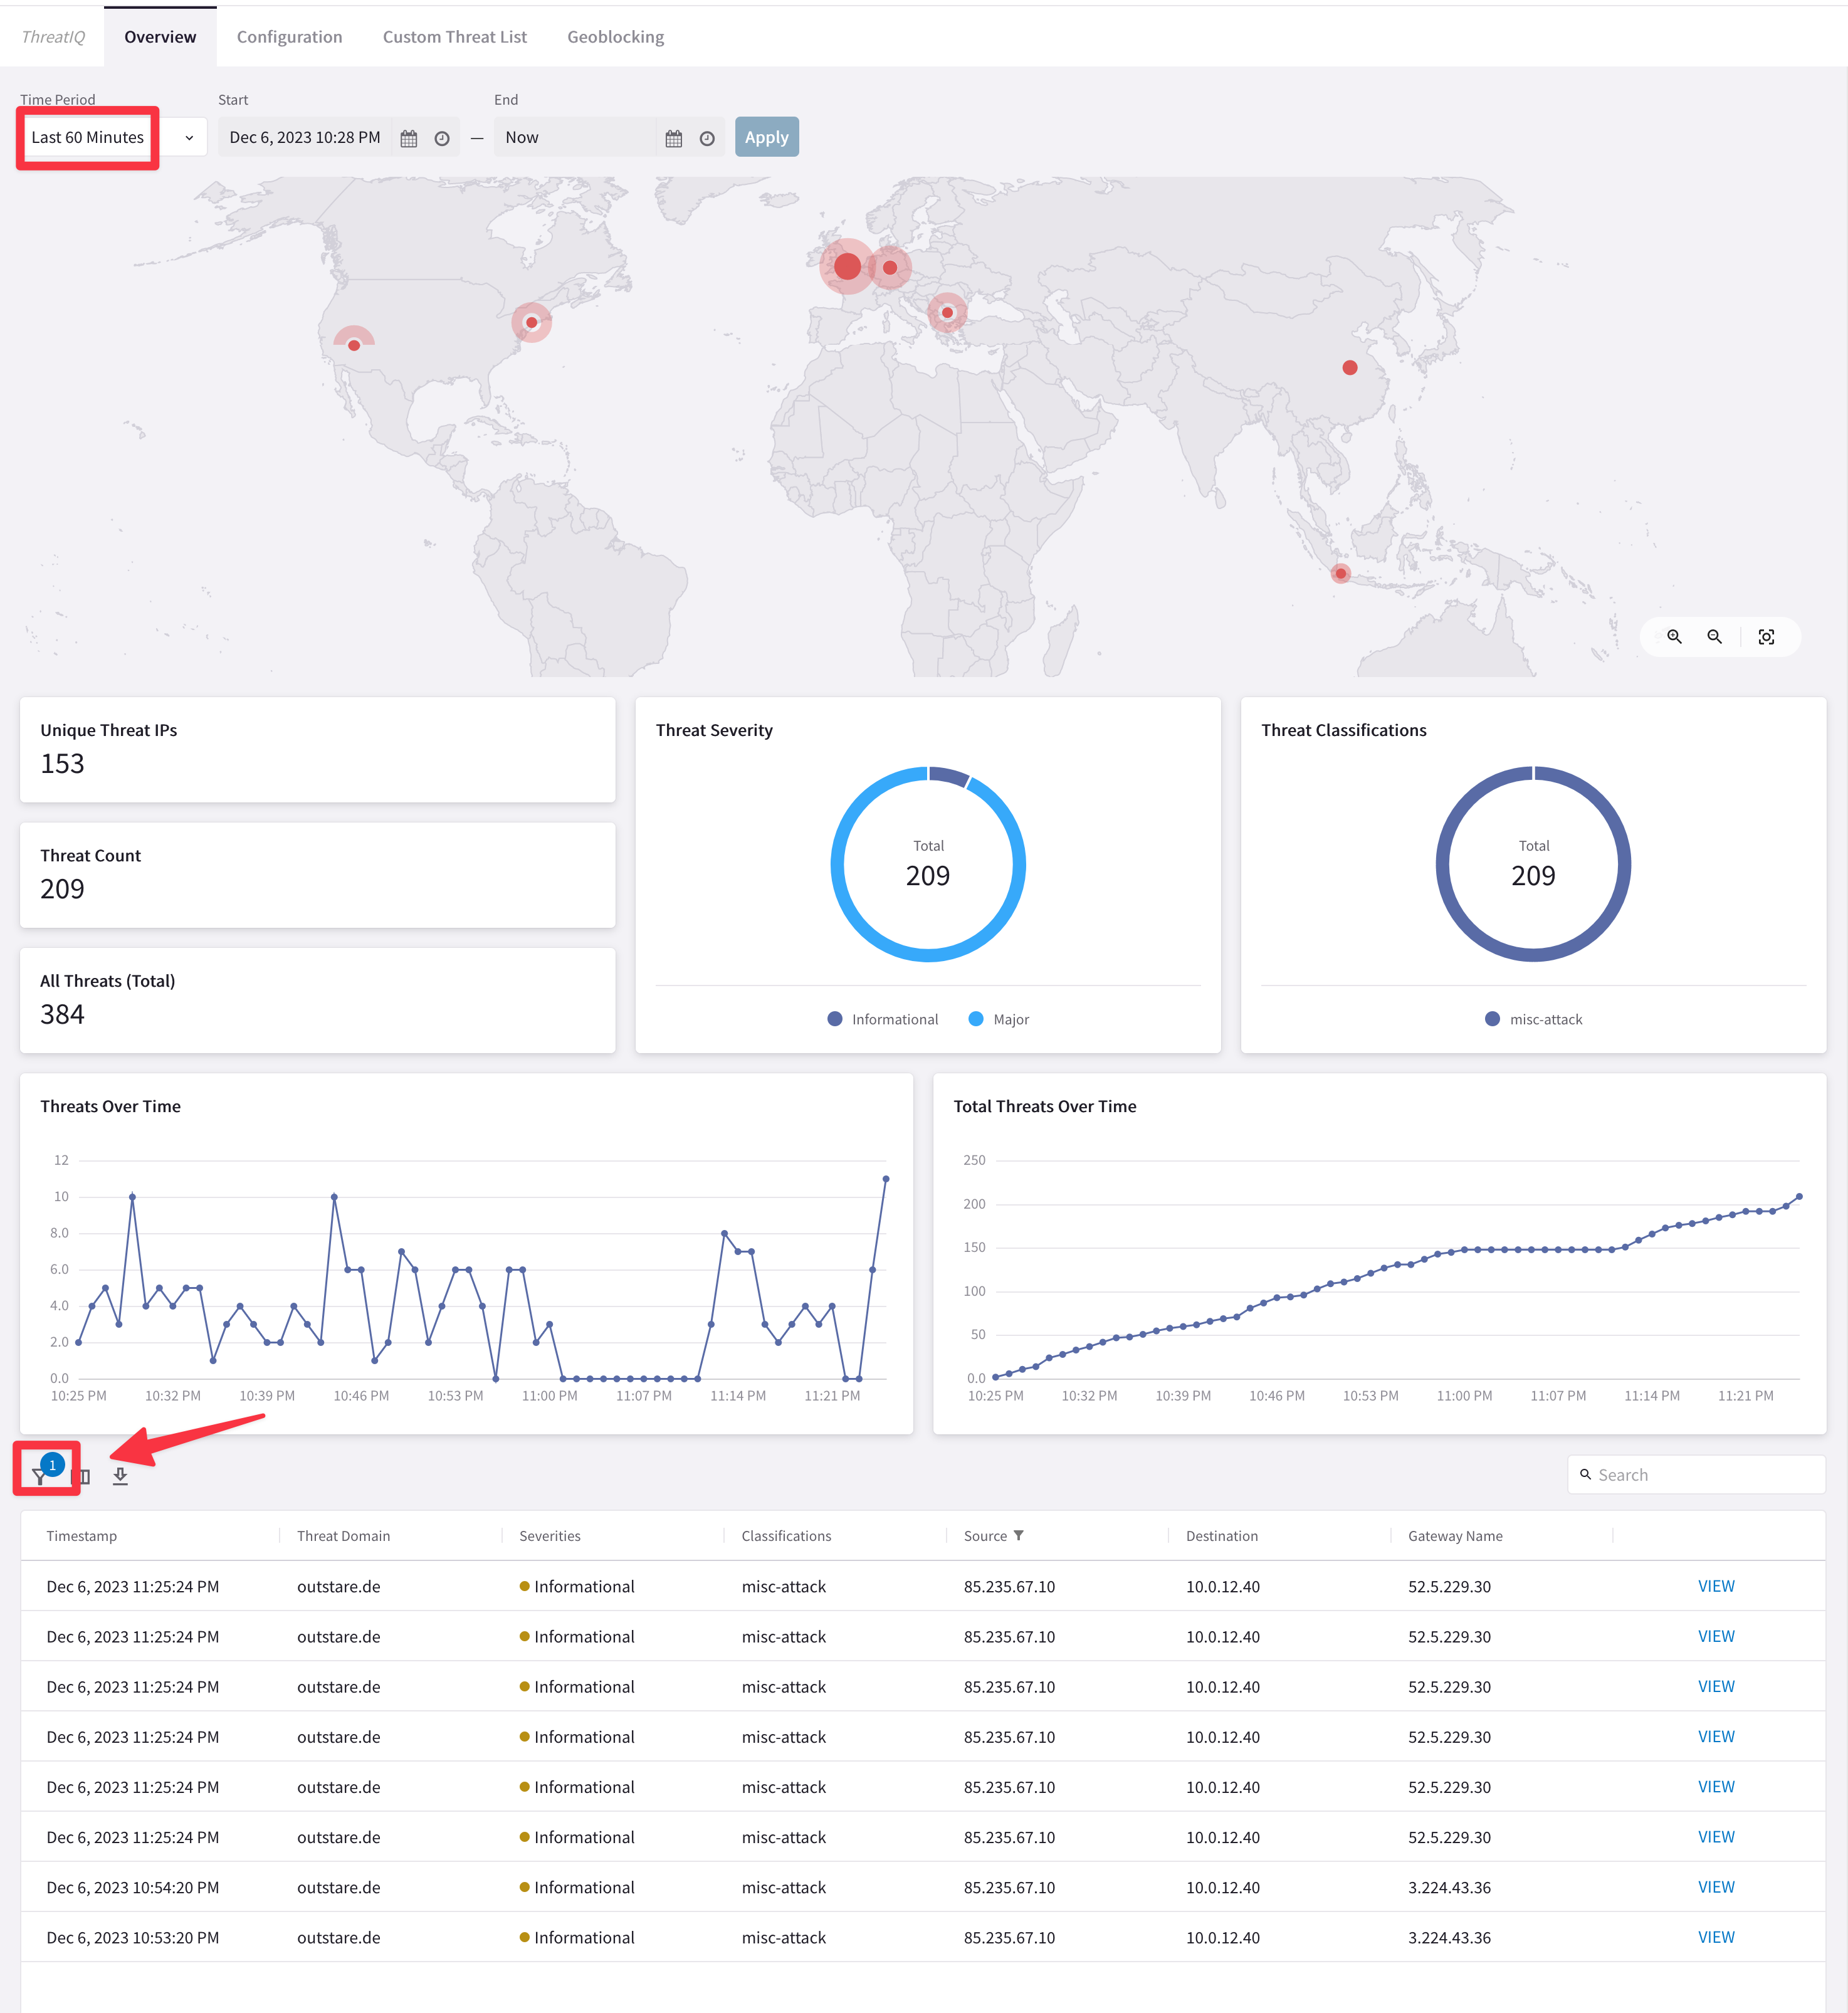 ThreatIQ Overview Configuration Custom Threat List Geoblocking
Time Period Start End
Last 60 Minutes Dec 6, 2023 10:28 PM — Now Apply
Unique Threat IPs
153
Threat Count
209
All Threats (Total)
384
Threat Severity
Total
209
Informational Major
Threat Classifications
Total
209
misc-attack
Threats Over Time
12
10
8.0
6.0
4.0
2.0
0.0
10:25 PM 10:32 PM 10:39 PM 10:46 PM 10:53 PM 11:00 PM 11:07 PM 11:14 PM 11:21 PM
Total Threats Over Time
250
200
150
100
50
0.0
10:25 PM 10:32 PM 10:39 PM 10:46 PM 10:53 PM 11:00 PM 11:07 PM 11:14 PM 11:21 PM
1
Search
Timestamp Threat Domain Severities Classifications Source Destination Gateway Name
Dec 6, 2023 11:25:24 PM outstare.de Informational misc-attack 85.235.67.10 10.0.12.40 52.5.229.30 VIEW
Dec 6, 2023 11:25:24 PM outstare.de Informational misc-attack 85.235.67.10 10.0.12.40 52.5.229.30 VIEW
Dec 6, 2023 11:25:24 PM outstare.de Informational misc-attack 85.235.67.10 10.0.12.40 52.5.229.30 VIEW
Dec 6, 2023 11:25:24 PM outstare.de Informational misc-attack 85.235.67.10 10.0.12.40 52.5.229.30 VIEW
Dec 6, 2023 11:25:24 PM outstare.de Informational misc-attack 85.235.67.10 10.0.12.40 52.5.229.30 VIEW
Dec 6, 2023 11:25:24 PM outstare.de Informational misc-attack 85.235.67.10 10.0.12.40 52.5.229.30 VIEW
Dec 6, 2023 10:54:20 PM outstare.de Informational misc-attack 85.235.67.10 10.0.12.40 3.224.43.36 VIEW
Dec 6, 2023 10:53:20 PM outstare.de Informational misc-attack 85.235.67.10 10.0.12.40 3.224.43.36 VIEW